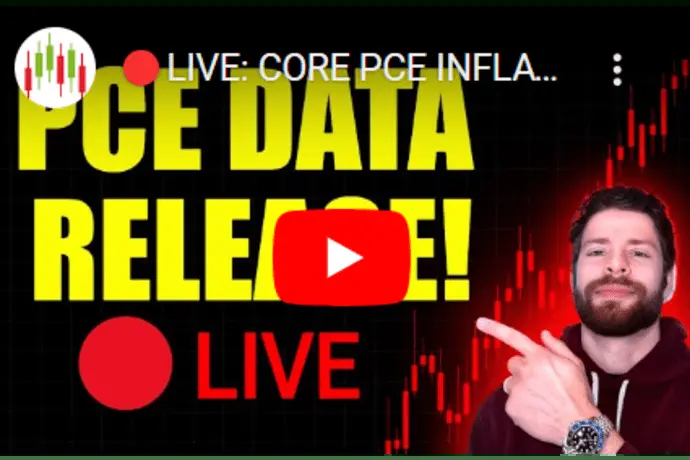 LIVE: CORE PCE INFLA...
PCE DATA
RELEASE!
LIVE